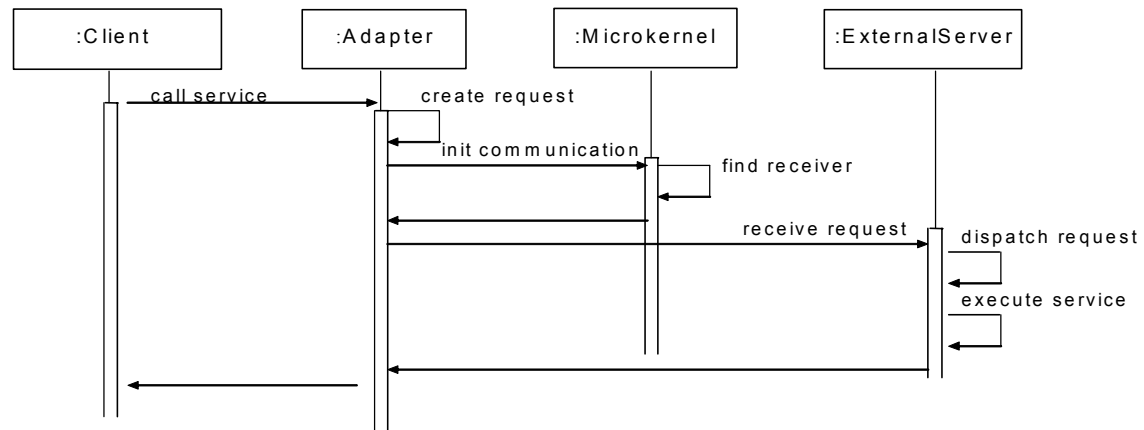 :Client
:Adapter
:Microkernel
:ExternalServer
call service
create request
init communication
find receiver
receive request
dispatch request
execute service